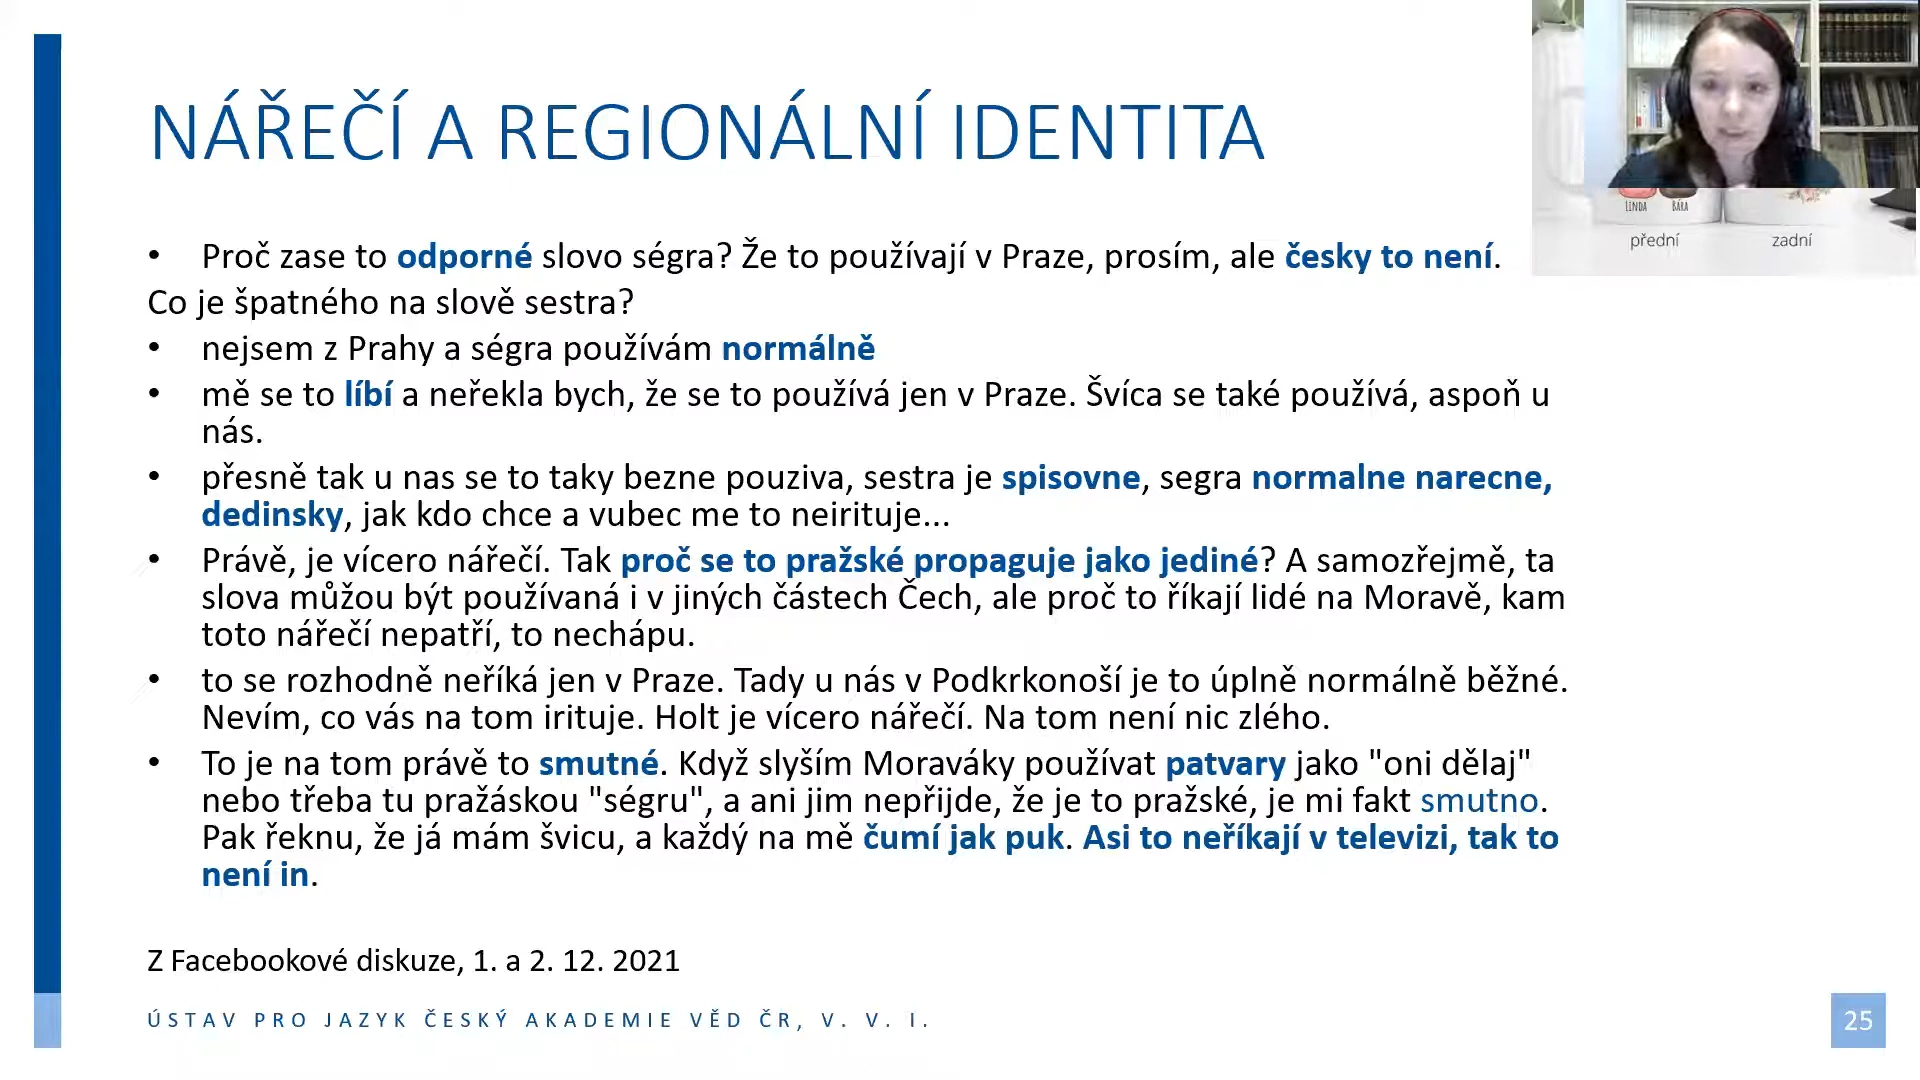 NÁŘEČÍ A REGIONÁLNÍ IDENTITA
LINDA BÁRA
přední zadní
• Proč zase to odporné slovo ségra? Že to používají v Praze, prosím, ale česky to není.
Co je špatného na slově sestra?
• nejsem z Prahy a ségra používám normálně
• mě se to líbí a neřekla bych, že se to používá jen v Praze. Švíca se také používá, aspoň u
nás.
• přesně tak u nas se to taky bezne pouziva, sestra je spisovne, segra normalne narecne,
dedinsky, jak kdo chce a vubec me to neirituje...
• Právě, je vícero nářečí. Tak proč se to pražské propaguje jako jediné? A samozřejmě, ta
slova můžou být používaná i v jiných částech Čech, ale proč to říkají lidé na Moravě, kam
toto nářečí nepatří, to nechápu.
• to se rozhodně neříká jen v Praze. Tady u nás v Podkrkonoší je to úplně normálně běžné.
Nevím, co vás na tom irituje. Holt je vícero nářečí. Na tom není nic zlého.
• To je na tom právě to smutné. Když slyším Moraváky používat patvary jako "oni dělaj"
nebo třeba tu pražáskou "ségru", a ani jim nepřijde, že je to pražské, je mi fakt smutno.
Pak řeknu, že já mám švicu, a každý na mě čumí jak puk. Asi to neříkají v televizi, tak to
není in.
Z Facebookové diskuze, 1. a 2. 12. 2021
ÚSTAV PRO JAZYK ČESKÝ AKADEMIE VĚD ČR, V. V. I.
25